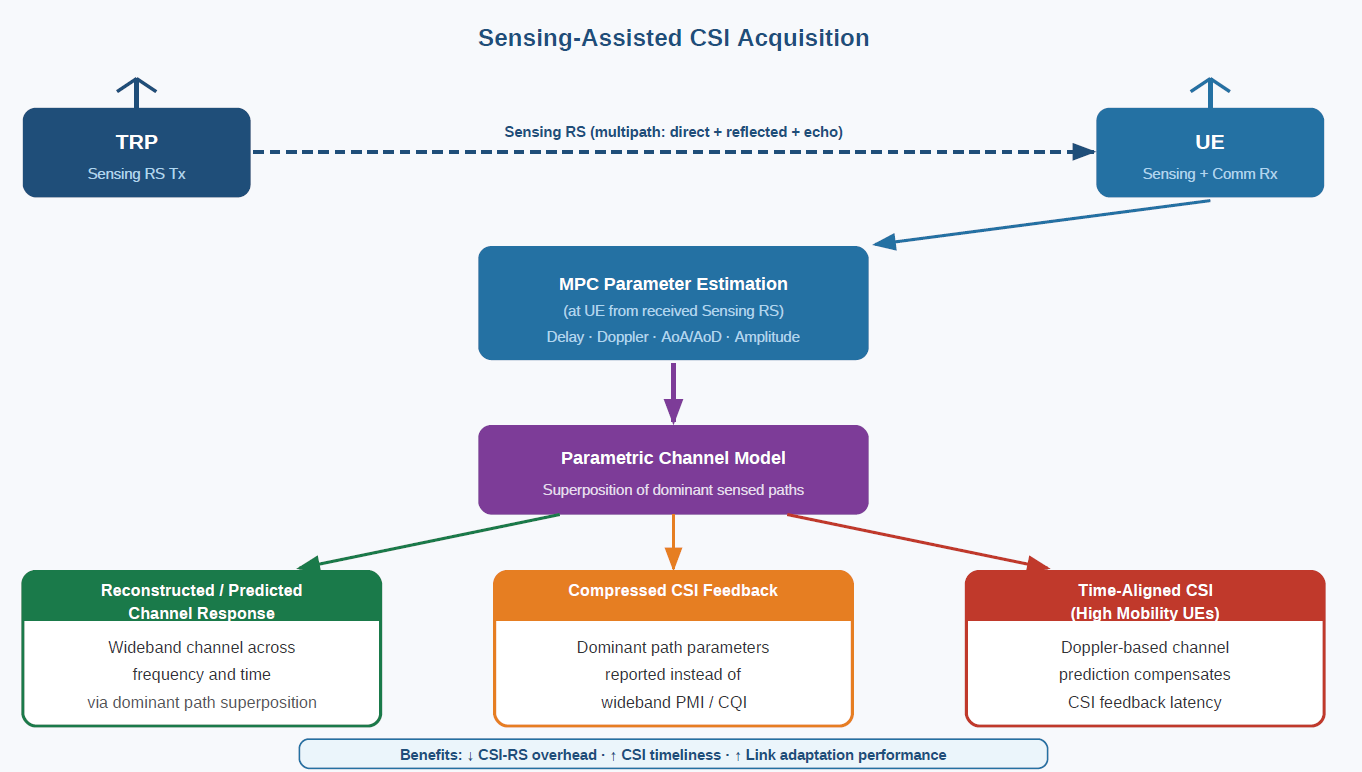 Sensing-Assisted CSI Acquisition
TRP
Sensing RS Tx
Sensing RS (multipath: direct + reflected + echo)
UE
Sensing + Comm Rx
MPC Parameter Estimation
(at UE from received Sensing RS)
Delay · Doppler · AoA/AoD · Amplitude
Parametric Channel Model
Superposition of dominant sensed paths
Reconstructed / Predicted
Channel Response
Wideband channel across
frequency and time
via dominant path superposition
Compressed CSI Feedback
Dominant path parameters
reported instead of
wideband PMI / CQI
Time-Aligned CSI
(High Mobility UEs)
Doppler-based channel
prediction compensates
CSI feedback latency
Benefits: ↓ CSI-RS overhead · ↑ CSI timeliness · ↑ Link adaptation performance